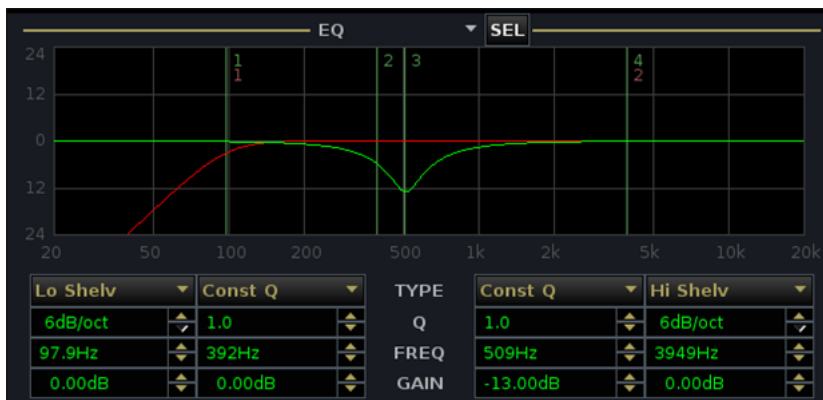 EQ SEL
24
1 2 3 4
1 2
12
0
12
24
20 50 100 200 500 1k 2k 5k 10k 20k
Lo Shelv Const Q TYPE Const Q Hi Shelv
6dB/oct 1.0 Q 1.0 6dB/oct
97.9Hz 392Hz FREQ 509Hz 3949Hz
0.00dB 0.00dB GAIN -13.00dB 0.00dB